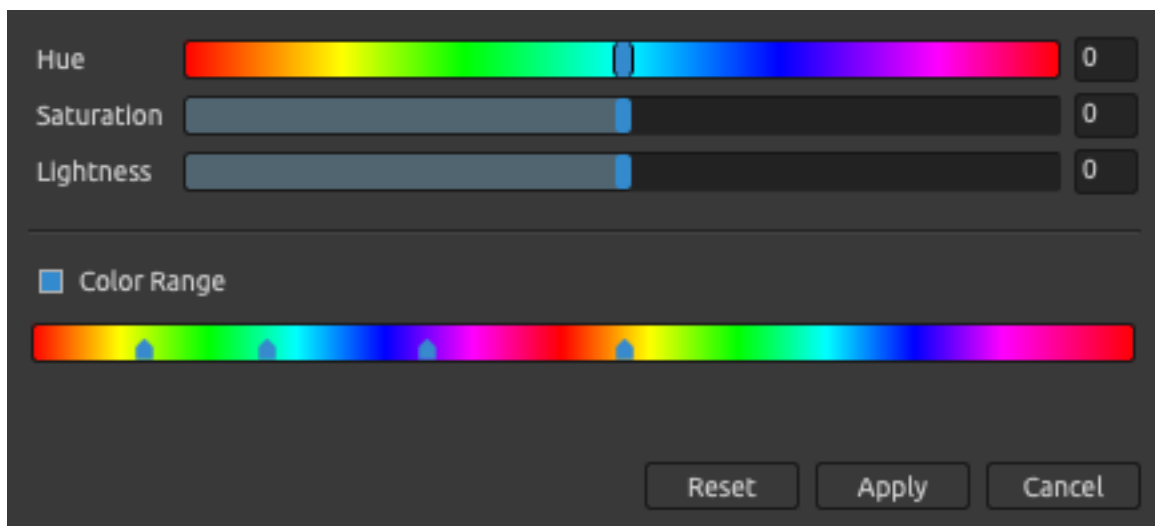 Hue 0
Saturation 0
Lightness 0
Color Range
Reset Apply Cancel